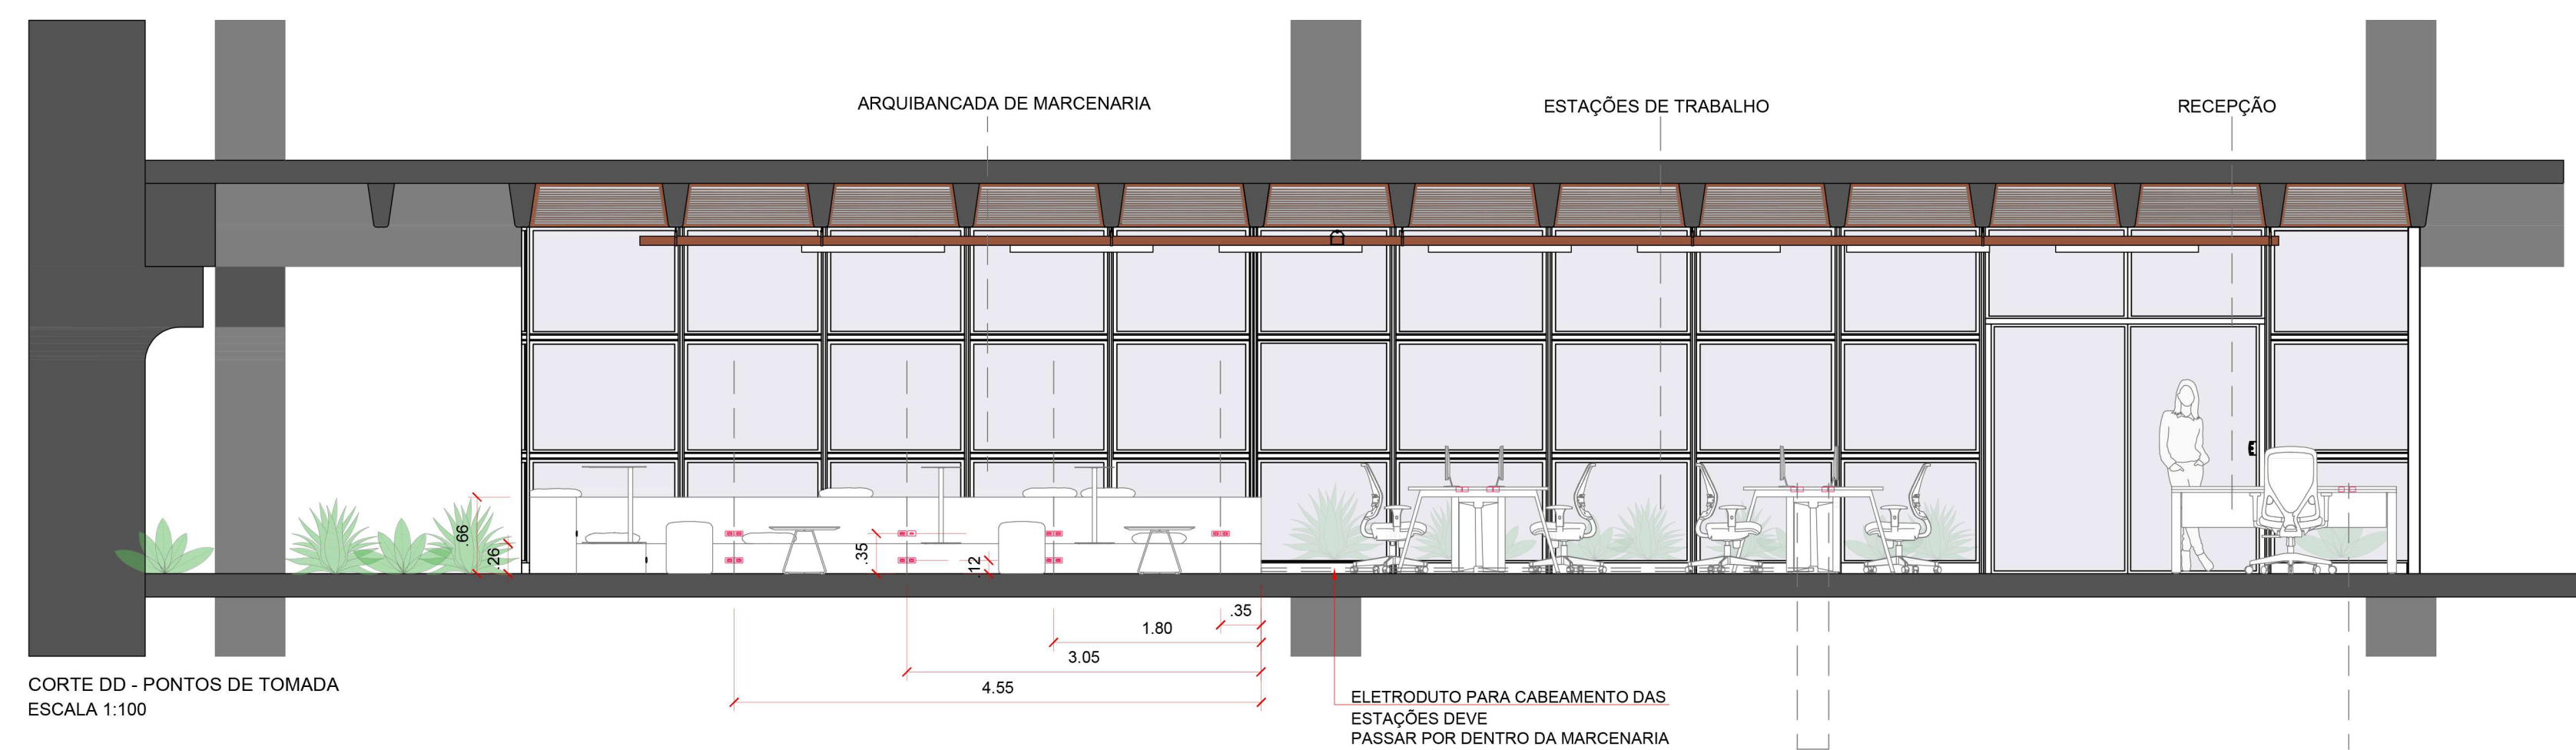 ARQUIBANCADA DE MARCENARIA
ESTAÇÕES DE TRABALHO
RECEPÇÃO
.66
.26
.35
.12
.35
1.80
3.05
4.55
CORTE DD - PONTOS DE TOMADA
ESCALA 1:100
ELETRODUTO PARA CABEAMENTO DAS
ESTAÇÕES DEVE
PASSAR POR DENTRO DA MARCENARIA